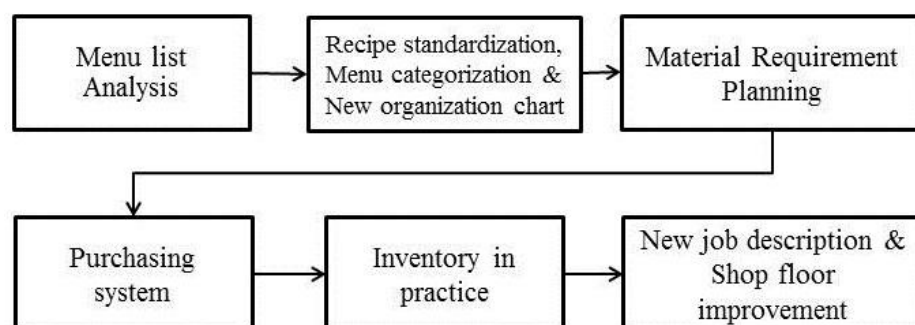 Menu list
Analysis
Recipe standardization,
Menu categorization &
New organization chart
Material Requirement
Planning
Purchasing
system
Inventory in
practice
New job description &
Shop floor
improvement